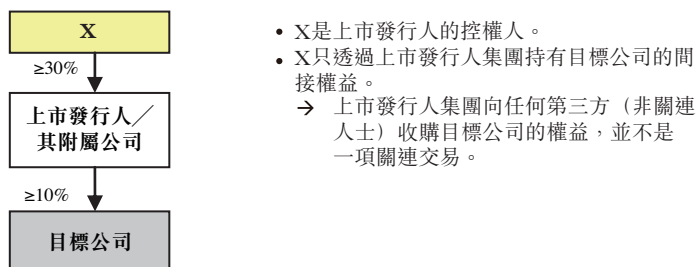 X
≥30%
上市發行人／
其附屬公司
≥10%
目標公司
• X是上市發行人的控權人。
• X只透過上市發行人集團持有目標公司的間
接權益。
→ 上市發行人集團向任何第三方（非關連
人士）收購目標公司的權益，並不是
一項關連交易。